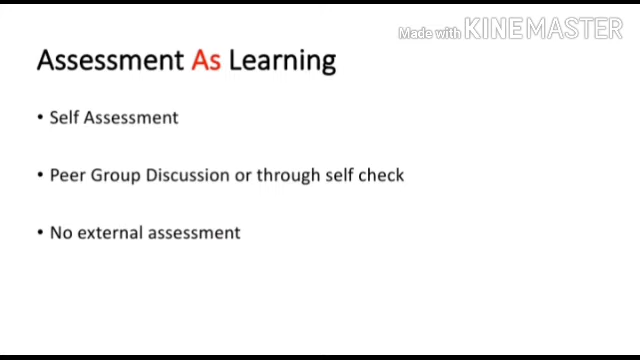 Made with KINEMASTER
Assessment As Learning
• Self Assessment
• Peer Group Discussion or through self check
• No external assessment